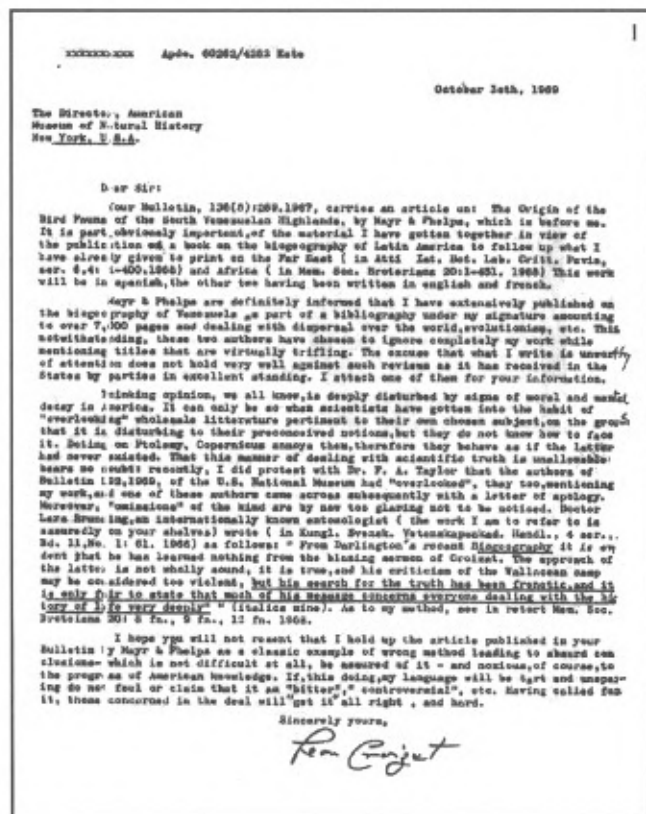 Apdo. 60262/4263 Este
October 30th, 1969
The Director, American
Museum of Natural History
New York, U.S.A.
Dear Sir:
Your Bulletin, 136(5):269.1967, carries an article on: The Origin of the
Bird Fauna of the South Venezuelan Highlands, by Mayr & Phelps, which is before me.
It is part, obviously important, of the material I have gotten together in view of
the publication of a book on the biogeography of Latin America to follow up what I
have already given to print on the Far East ( in Atti Ist. Bot. Lab. Critt. Pavia,
ser. 6,4: 1-400.1968) and Africa ( in Mem. Soc. Broteriana 20:1-481. 1968) This work
will be in spanish, the other two having been written in english and french.
Mayr & Phelps are definitely informed that I have extensively published on
the biogeography of Venezuela as part of a bibliography under my signature amounting
to over 7,000 pages and dealing with dispersal over the world, evolutionism, etc. This
notwithstanding, these two authors have chosen to ignore completely my work while
mentioning titles that are virtually trifling. The excuse that what I write is unworthy
of attention does not hold very well against such reviews as it has received in the
States by parties in excellent standing. I attach one of them for your information.
Thinking opinion, we all know, is deeply disturbed by signs of moral and mental
decay in America. It can only be so when scientists have gotten into the habit of
"overlooking" wholesale litterature pertinent to their own chosen subject, on the ground
that it is disturbing to their preconceived notions, but they do not know how to face
it. Doting on Ptolemy, Copernicus annoys them, therefore they behave as if the latter
had never existed. That this manner of dealing with scientific truth is unallowable
bears no doubt: recently, I did protest with Dr. F. A. Taylor that the authors of
Bulletin 1969, of the U.S. National Museum had "overlooked", they too, mentioning
my work, and one of these authors came across subsequently with a letter of apology.
Moreover, "omissions" of the kind are by now too glaring not to be noticed. Doctor
Lars Brundin, an internationally known entomologist ( the work I am to refer to is
assuredly on your shelves) wrote ( in Kungl. Svensk. Vetenskapsakad. Handl., 4 ser.,
Bd. 11, No. 1: 61. 1966) as follows: " From Darlington's recent Biogeography it is evi
dent that he has learned nothing from the blazing sermon of Croizat. The approach of
the latter is not wholly sound, it is true, and his criticism of the Wallacean camp
may be considered too violent, but his search for the truth has been frenetic, and it
is only fair to state that much of his message concerns everyone dealing with the his
tory of life very deeply" " (italics mine). As to my method, see in retort Mem. Soc.
Broteriana 20: 8 fn., 9 fn., 12 fn. 1968.
I hope you will not resent that I hold up the article published in your
Bulletin by Mayr & Phelps as a classic example of wrong method leading to absurd con
clusions- which is not difficult at all, be assured of it - and noxious, of course, to
the progress of American knowledge. If, this doing, my language will be tart and unspar-
ing do not feel or claim that it am "bitter", " controversial", etc. Having called for
it, those concerned in the deal will get it all right , and hard.
Sincerely yours,
Leon Croizat